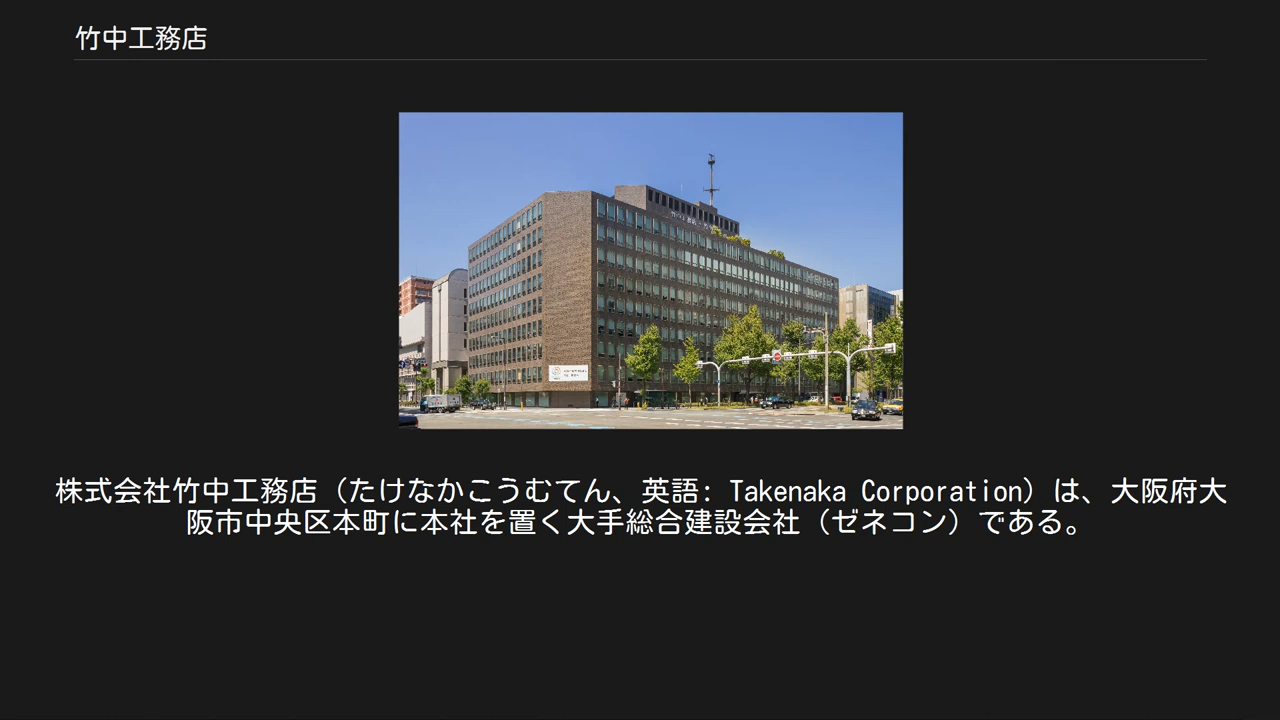 竹中工務店
株式会社竹中工務店（たけなかこうむてん、英語: Takenaka Corporation）は、大阪府大
阪市中央区本町に本社を置く大手総合建設会社（ゼネコン）である。